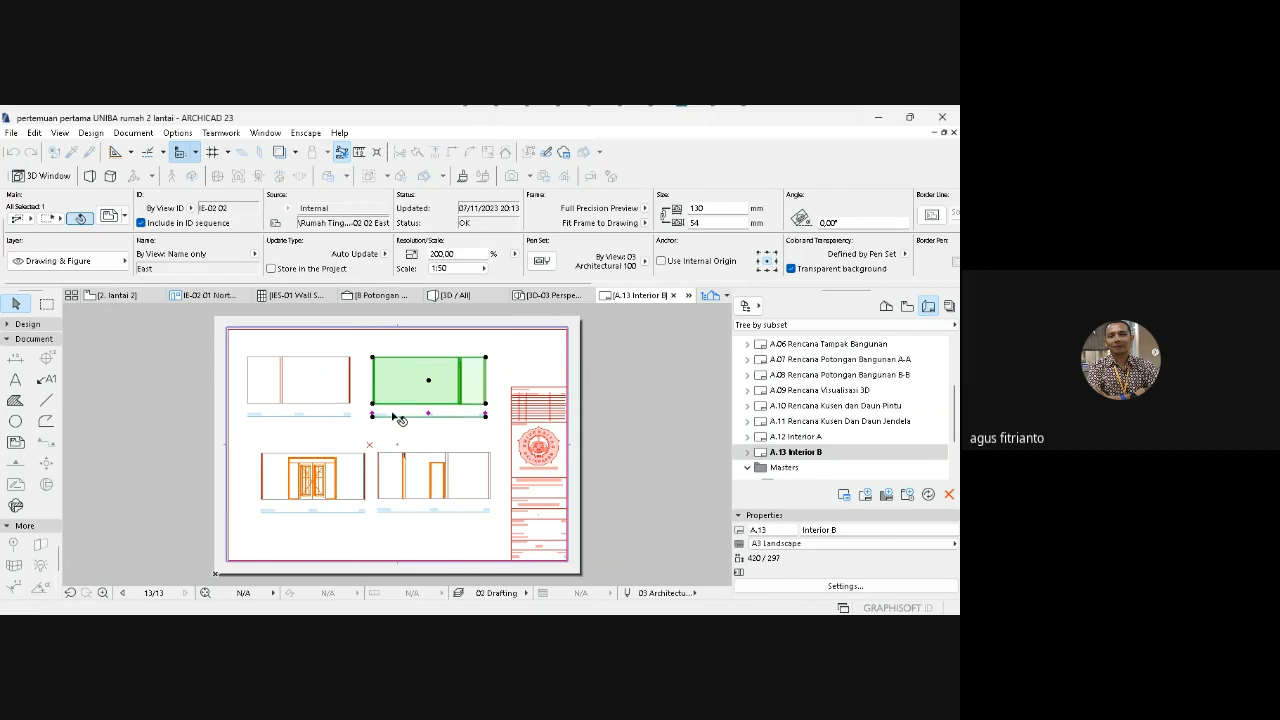 pertemuan pertama UNIBA rumah 2 lantai - ARCHICAD 23
File Edit View Design Document Options Teamwork Window Enscape Help
3D Window
Main: ID: Source: Status: Frame: Size: Angle: Border Line:
All Selected: 1 By View ID IE-02 02 Internal Updated: 07/11/2023 20:13 Full Precision Preview 130 mm
Include in ID sequence \Rumah Ting...-02 02 East Status: OK Fit Frame to Drawing 54 mm 0,00°
Layer: Name: Update Type: Resolution/Scale: Pen Set: Anchor: Color and Transparency: Border Pen:
Drawing & Figure By View: Name only Auto Update 200,00 % By View: 03 Architectural 100 Use Internal Origin Defined by Pen Set
East Store in the Project Scale: 1:50 Transparent background
[2. lantai 2] IE-02 01 Nort... IES-01 Wall S... [B Potongan ... [3D / All] [3D-03 Perspe... [A.13 Interior B]
Design
Document
More
Tree by subset
A.06 Rencana Tampak Bangunan
A.07 Rencana Potongan Bangunan A-A
A.08 Rencana Potongan Bangunan B-B
A.09 Rencana Visualisasi 3D
A.10 Rencana Kusen dan Daun Pintu
A.11 Rencana Kusen Dan Daun Jendela
A.12 Interior A
A.13 Interior B
Masters
Properties
A.13 Interior B
A3 landscape
420 / 297
Settings...
13/13 N/A N/A N/A 02 Drafting N/A 03 Architectu...
GRAPHISOFT ID
agus fitrianto